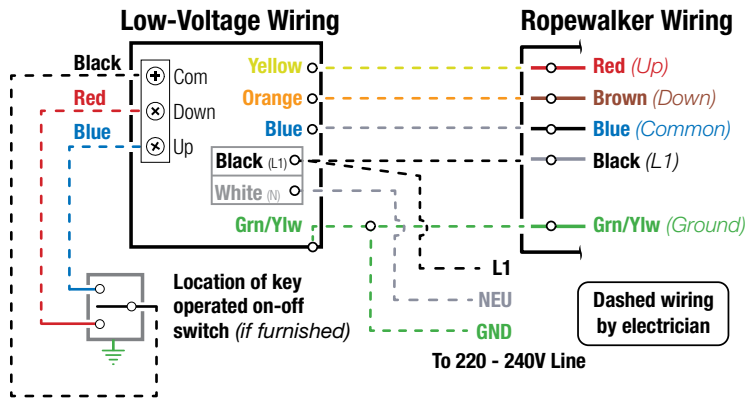 Low-Voltage Wiring
Ropewalker Wiring
Black
Com
Red
Down
Blue
Up
Yellow
Orange
Blue
Black (L1)
White (N)
Grn/Ylw
Red (Up)
Brown (Down)
Blue (Common)
Black (L1)
Grn/Ylw (Ground)
Location of key
operated on-off
switch (if furnished)
L1
NEU
GND
To 220 - 240V Line
Dashed wiring
by electrician